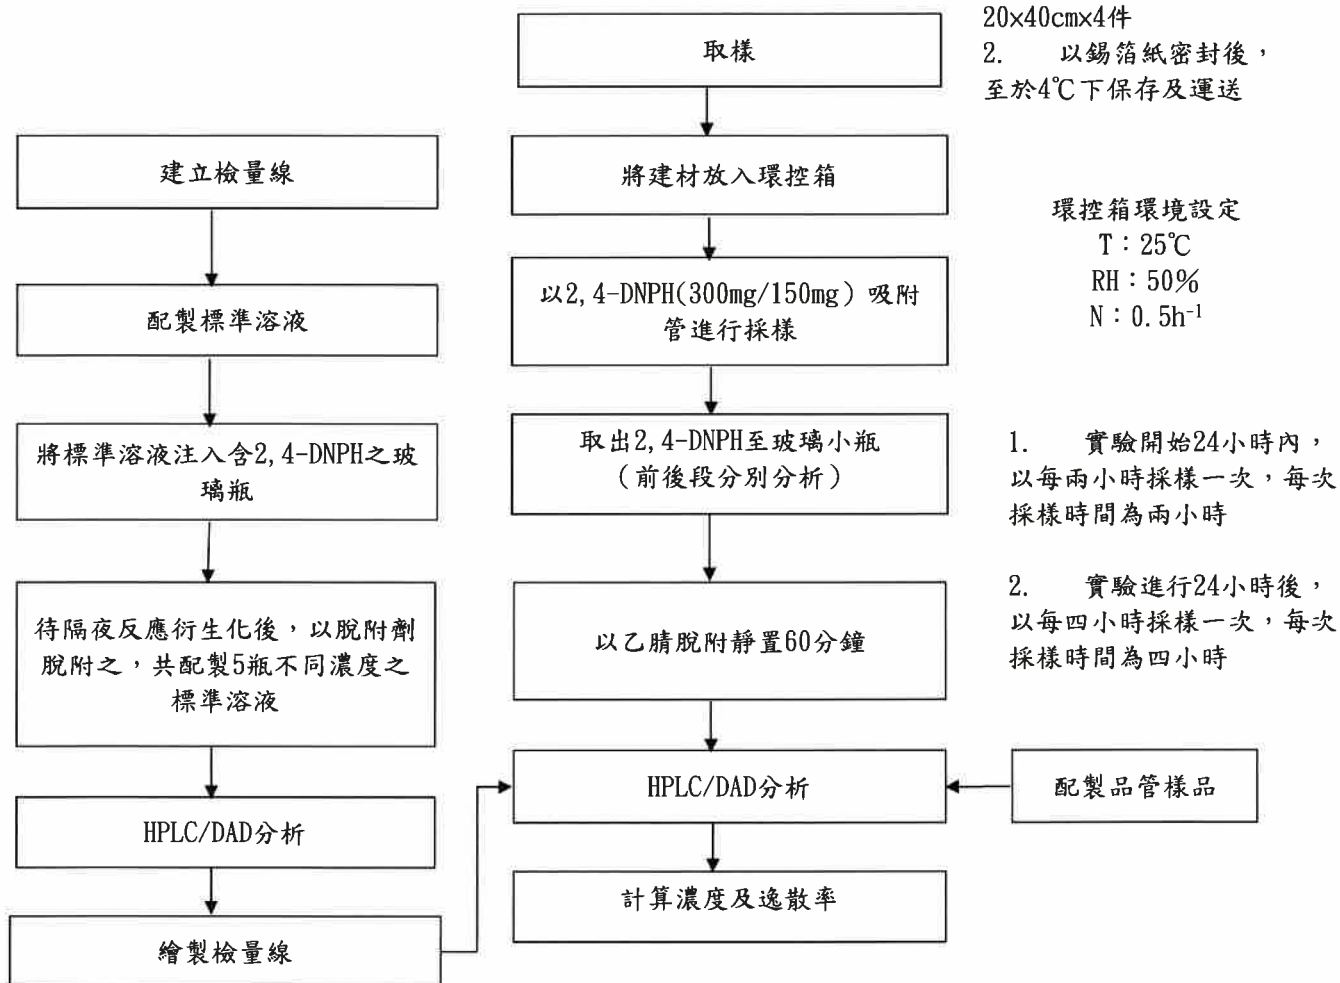 建立檢量線
配製標準溶液
將標準溶液注入含2,4-DNPH之玻
璃瓶
待隔夜反應衍生化後，以脫附劑
脫附之，共配製5瓶不同濃度之
標準溶液
HPLC/DAD分析
繪製檢量線
取樣
將建材放入環控箱
以2,4-DNPH(300mg/150mg）吸附
管進行採樣
取出2,4-DNPH至玻璃小瓶
（前後段分別分析）
以乙腈脫附靜置60分鐘
HPLC/DAD分析
計算濃度及逸散率
20×40cm×4件
2. 以錫箔紙密封後，
至於4℃下保存及運送
環控箱環境設定
T：25℃
RH：50%
N：0.5h⁻¹
1. 實驗開始24小時內，
以每兩小時採樣一次，每次
採樣時間為兩小時
2. 實驗進行24小時後，
以每四小時採樣一次，每次
採樣時間為四小時
配製品管樣品